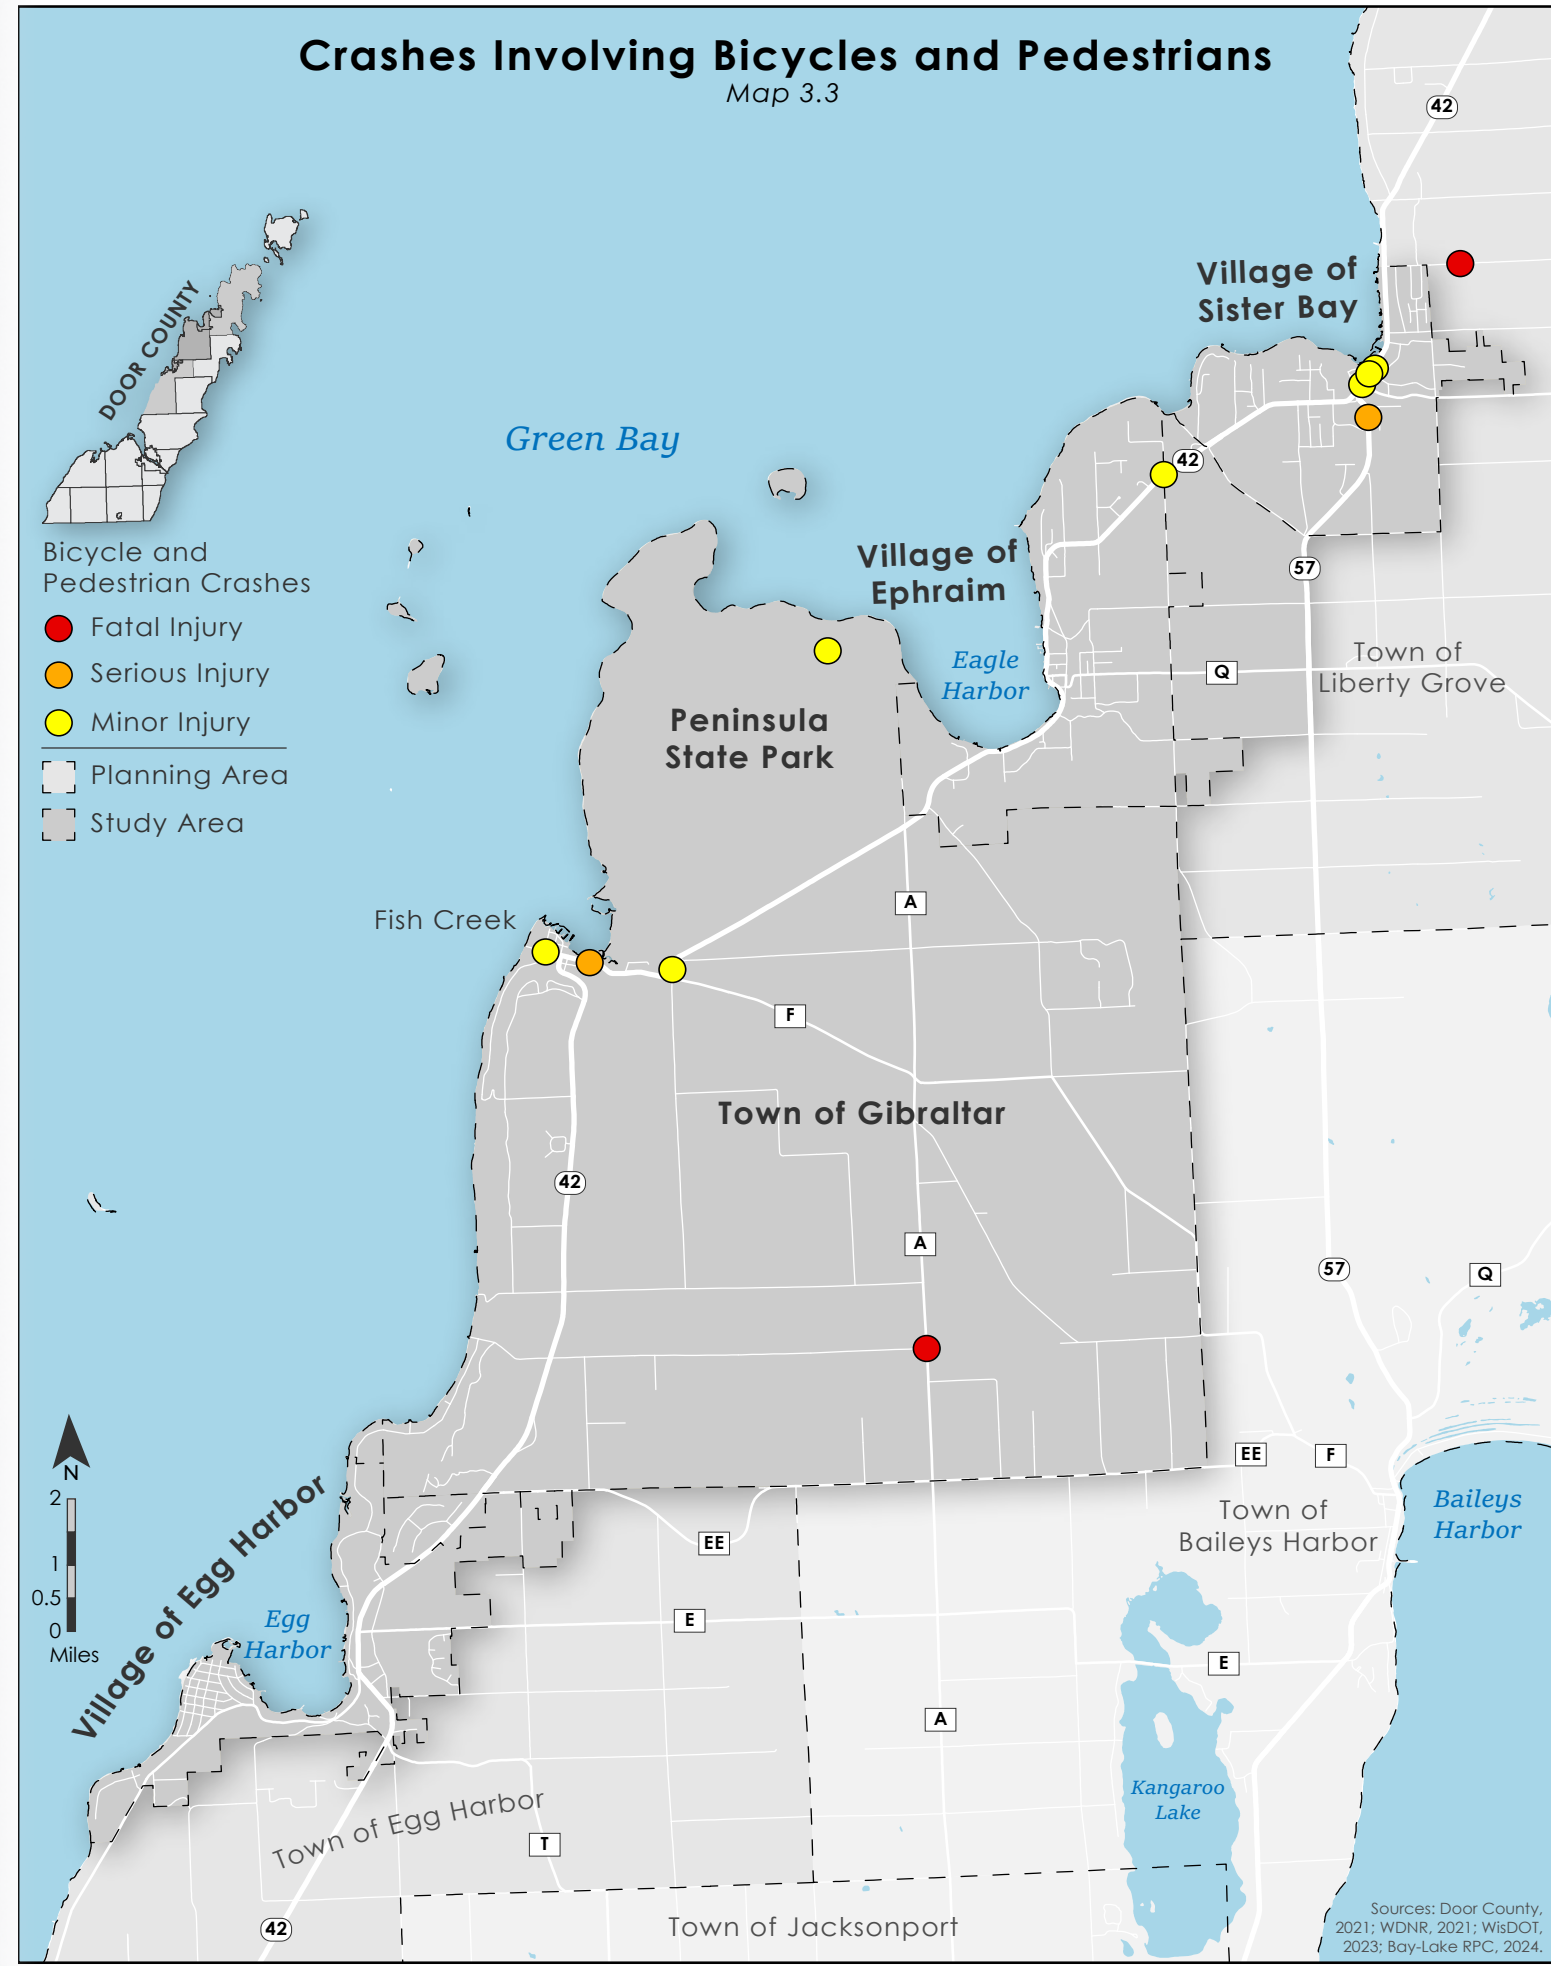 Crashes Involving Bicycles and Pedestrians
Map 3.3
42
Village of
Sister Bay
DOOR COUNTY
Green Bay
42
Bicycle and
Pedestrian Crashes
Fatal Injury
Serious Injury
Minor Injury
Planning Area
Study Area
Village of
Ephraim
57
Eagle
Harbor
Q
Town of
Liberty Grove
Peninsula
State Park
Fish Creek
A
F
Town of Gibraltar
42
A
57
Q
N
2
1
0.5
0
Miles
EE
F
Village of Egg Harbor
Egg
Harbor
EE
Town of
Baileys Harbor
Baileys
Harbor
E
E
A
Kangaroo
Lake
Town of Egg Harbor
T
42
Town of Jacksonport
Sources: Door County,
2021; WDNR, 2021; WisDOT,
2023; Bay-Lake RPC, 2024.